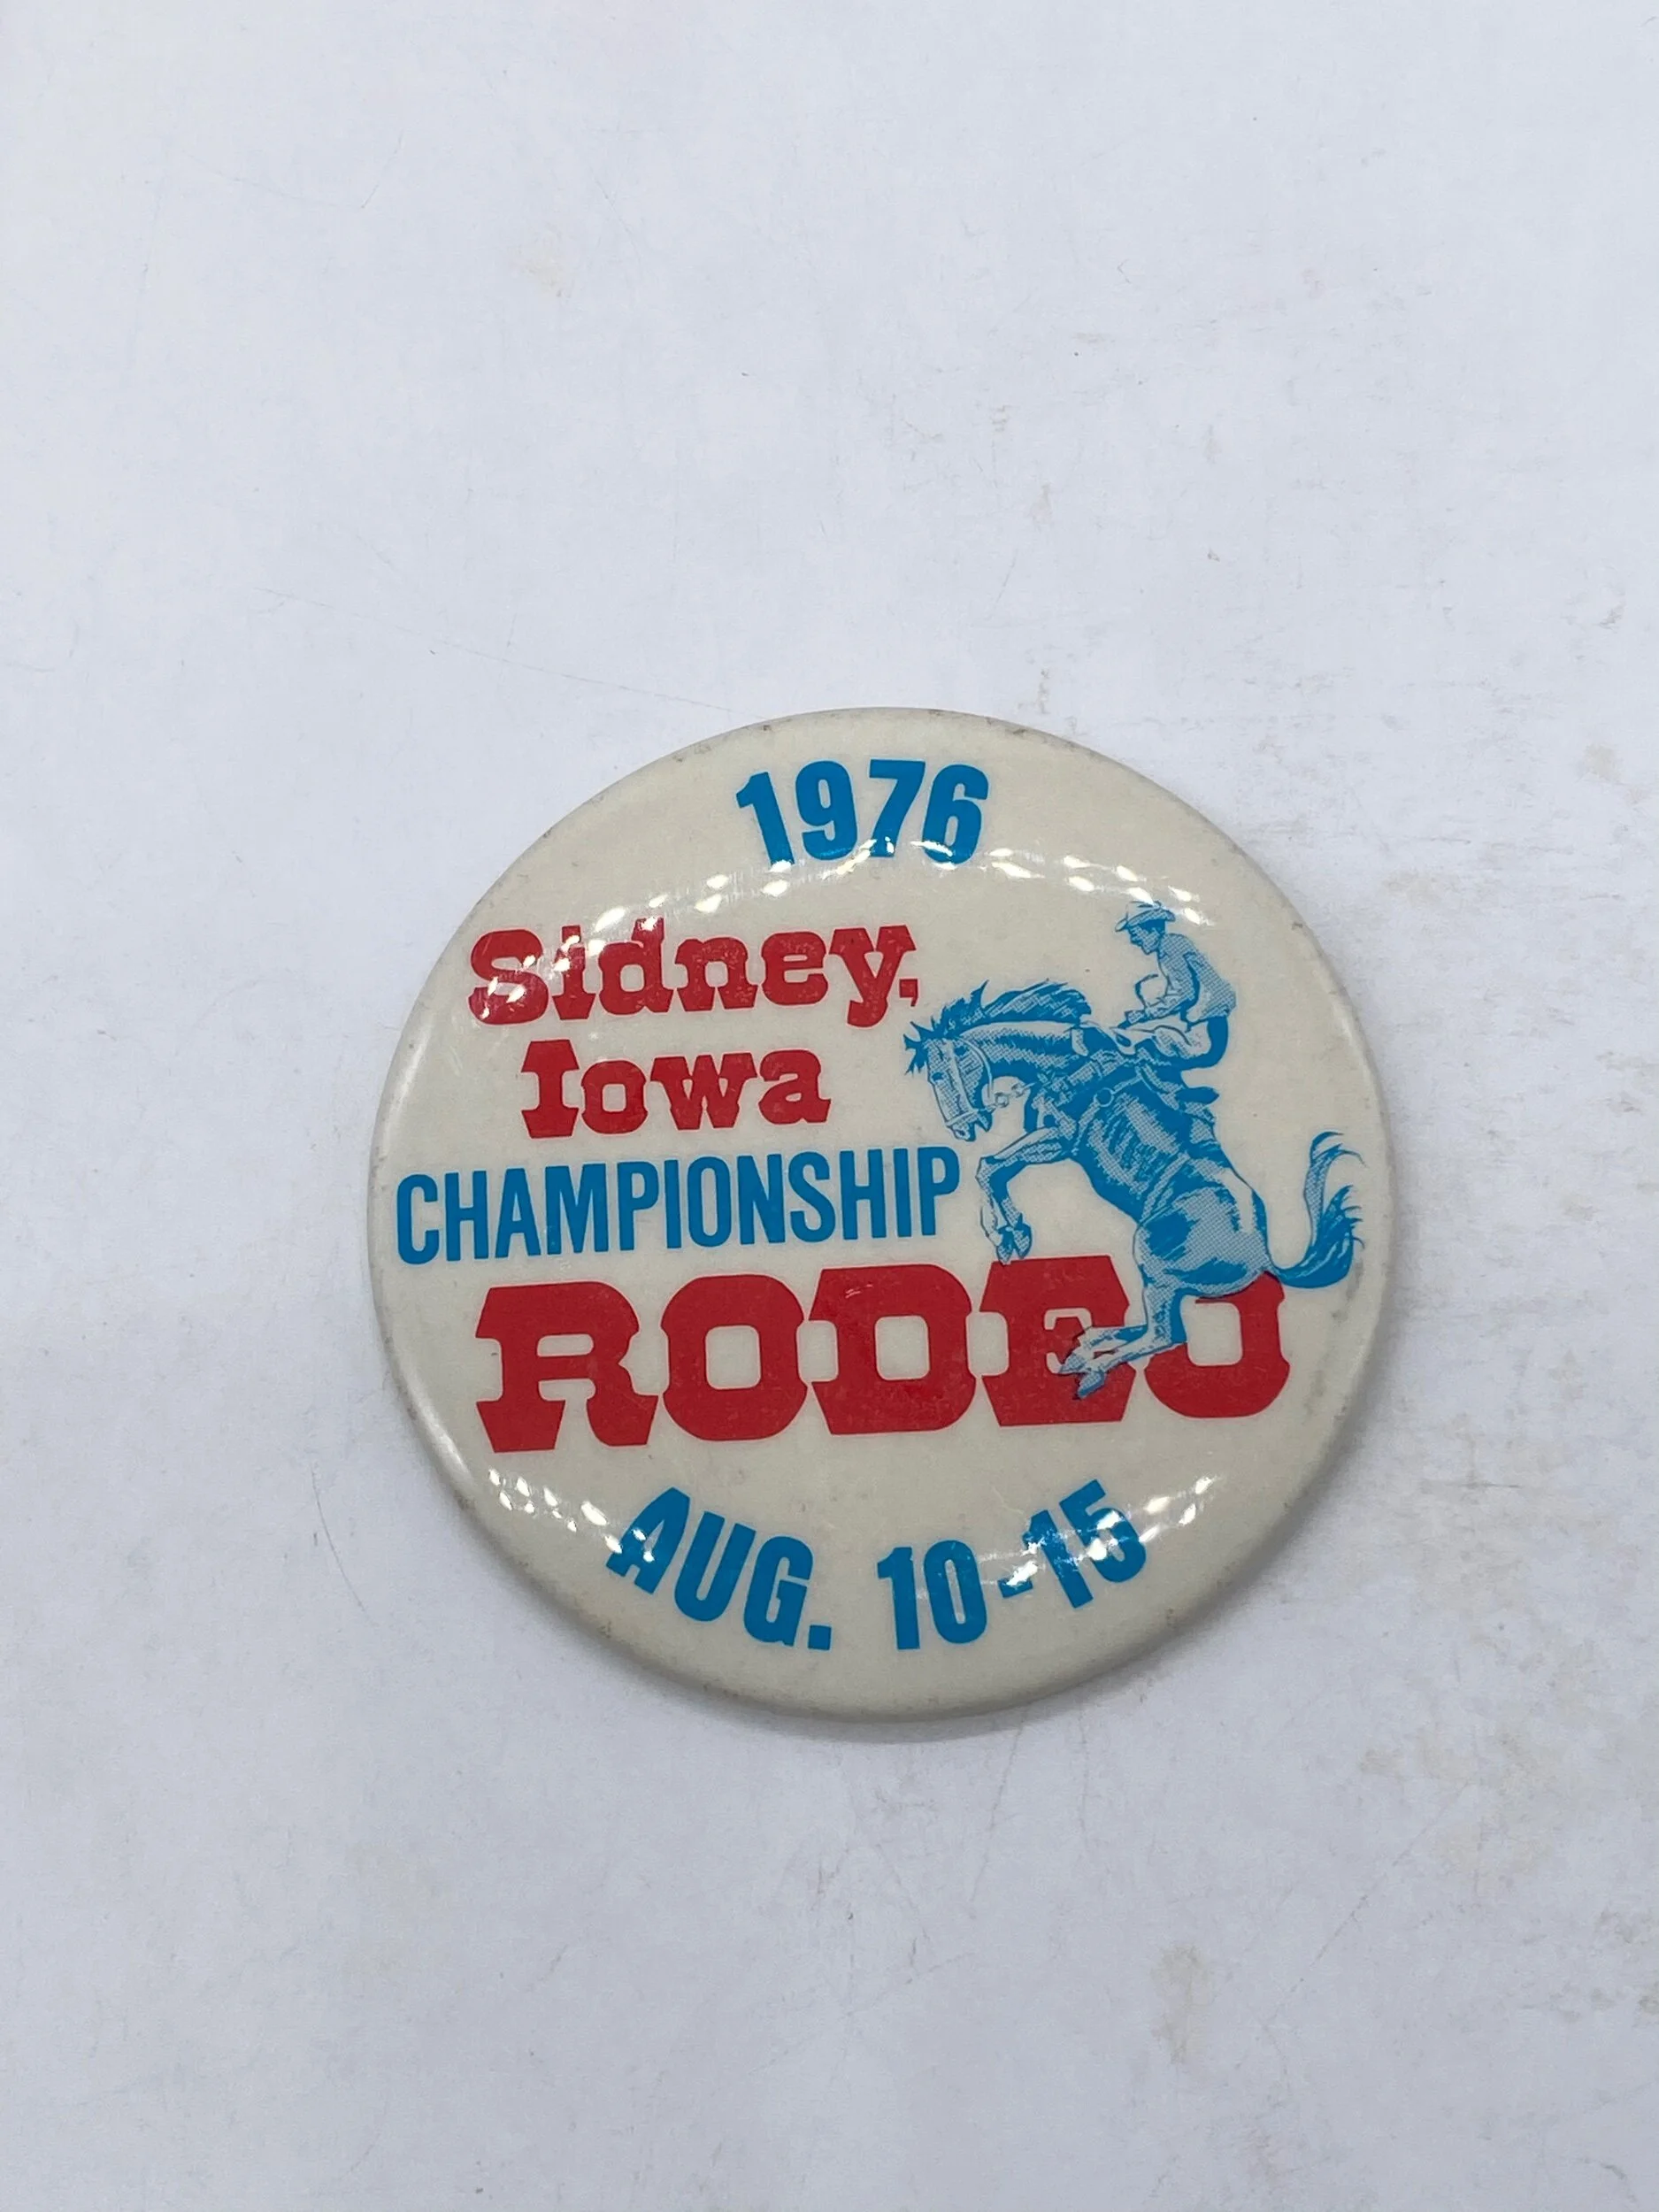 1976
Sidney,
Iowa
CHAMPIONSHIP
RODEO
AUG. 10-15